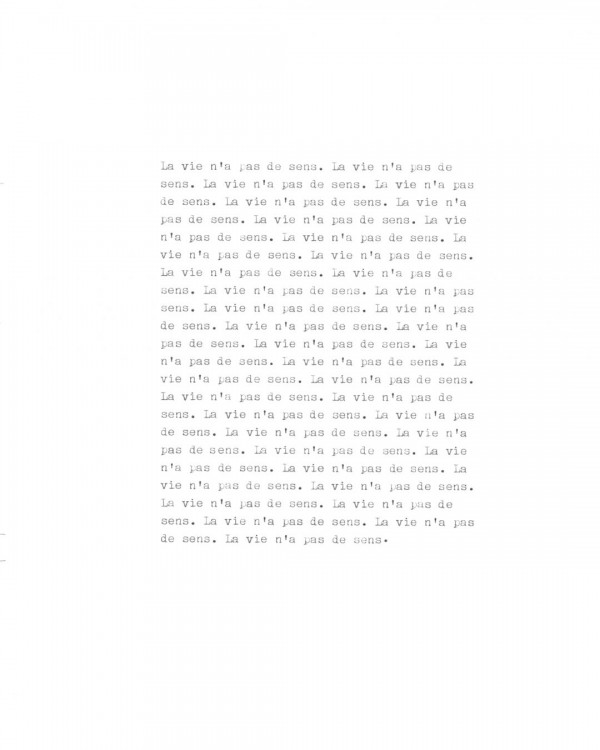 La vie n'a pas de sens. La vie n'a pas de
sens. La vie n'a pas de sens. La vie n'a pas
de sens. La vie n'a pas de sens. La vie n'a
pas de sens. La vie n'a pas de sens. La vie
n'a pas de sens. La vie n'a pas de sens. La
vie n'a pas de sens. La vie n'a pas de sens.
La vie n'a pas de sens. La vie n'a pas de
sens. La vie n'a pas de sens. La vie n'a pas
sens. La vie n'a pas de sens. La vie n'a pas
de sens. La vie n'a pas de sens. La vie n'a
pas de sens. La vie n'a pas de sens. La vie
n'a pas de sens. La vie n'a pas de sens. La
vie n'a pas de sens. La vie n'a pas de sens.
La vie n'a pas de sens. La vie n'a pas de
sens. La vie n'a pas de sens. La vie n'a pas
de sens. La vie n'a pas de sens. La vie n'a
pas de sens. La vie n'a pas de sens. La vie
n'a pas de sens. La vie n'a pas de sens. La
vie n'a pas de sens. La vie n'a pas de sens.
La vie n'a pas de sens. La vie n'a pas de
sens. La vie n'a pas de sens. La vie n'a pas
de sens. La vie n'a pas de sens.